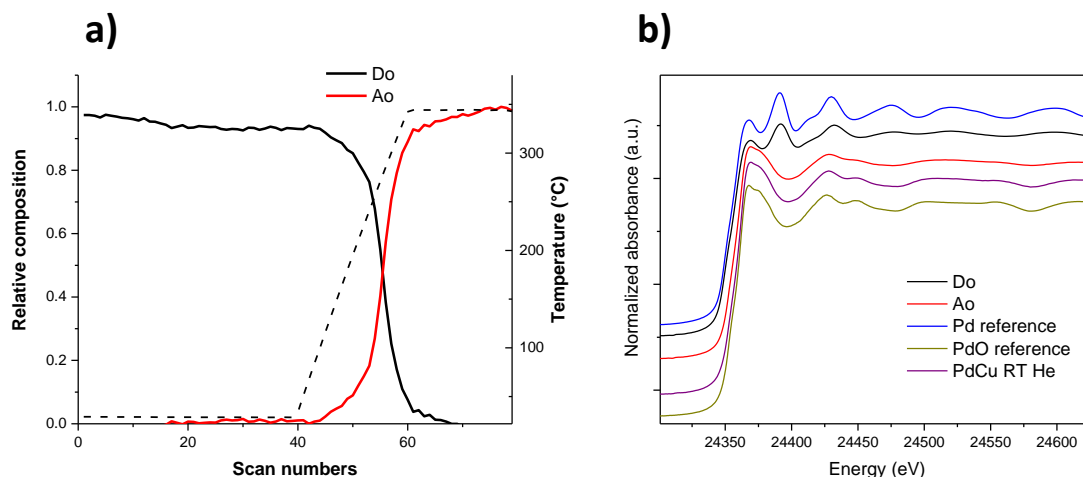 a)
Do
Ao
1.0
0.8
0.6
0.4
0.2
0.0
Relative composition
300
200
100
Temperature (°C)
0
20
40
60
Scan numbers
b)
Normalized absorbance (a.u.)
Do
Ao
Pd reference
PdO reference
PdCu RT He
24350
24400
24450
24500
24550
24600
Energy (eV)